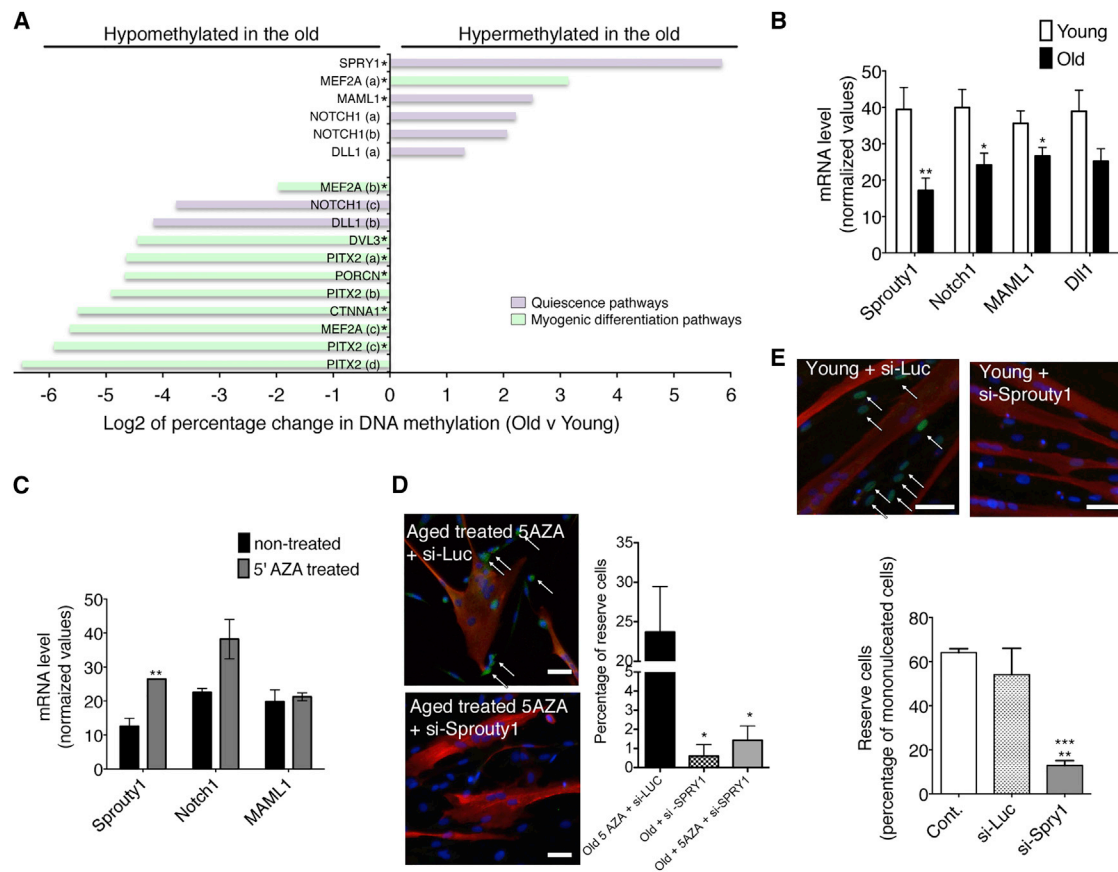 A
Hypomethylated in the old
Hypermethylated in the old
SPRY1*
MEF2A (a)*
MAML1*
NOTCH1 (a)
NOTCH1(b)
DLL1 (a)
MEF2A (b)*
NOTCH1 (c)
DLL1 (b)
DVL3*
PITX2 (a)*
PORCN*
PITX2 (b)
CTNNA1*
MEF2A (c)*
PITX2 (c)*
PITX2 (d)
Quiescence pathways
Myogenic differentiation pathways
-6 -5 -4 -3 -2 -1 0 1 2 3 4 5 6
Log2 of percentage change in DNA methylation (Old v Young)
B
Young
Old
mRNA level
(normalized values)
50
40
30
20
10
0
**
*
*
Sprouty1
Notch1
MAML1
Dll1
C
non-treated
5' AZA treated
mRNA level
(normaized values)
50
40
30
20
10
0
**
Sprouty1
Notch1
MAML1
D
Aged treated 5AZA
+ si-Luc
Aged treated 5AZA
+ si-Sprouty1
Percentage of reserve cells
35
30
25
20
5
4
3
2
1
0
*
*
Old 5 AZA + si-LUC
Old + si -SPRY1
Old + 5AZA + si-SPRY1
E
Young + si-Luc
Young +
si-Sprouty1
Reserve cells
(percentage of mononulceated cells)
80
60
40
20
0
***
**
Cont.
si-Luc
si-Spry1